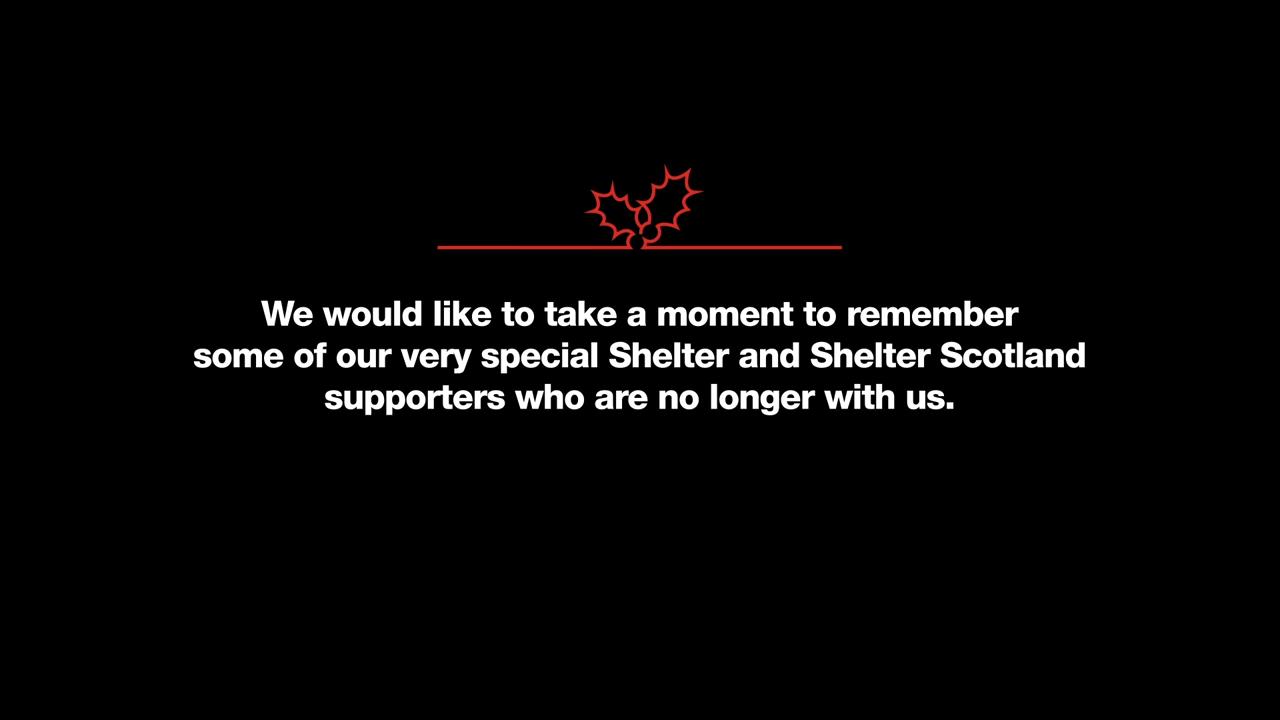 We would like to take a moment to remember
some of our very special Shelter and Shelter Scotland
supporters who are no longer with us.